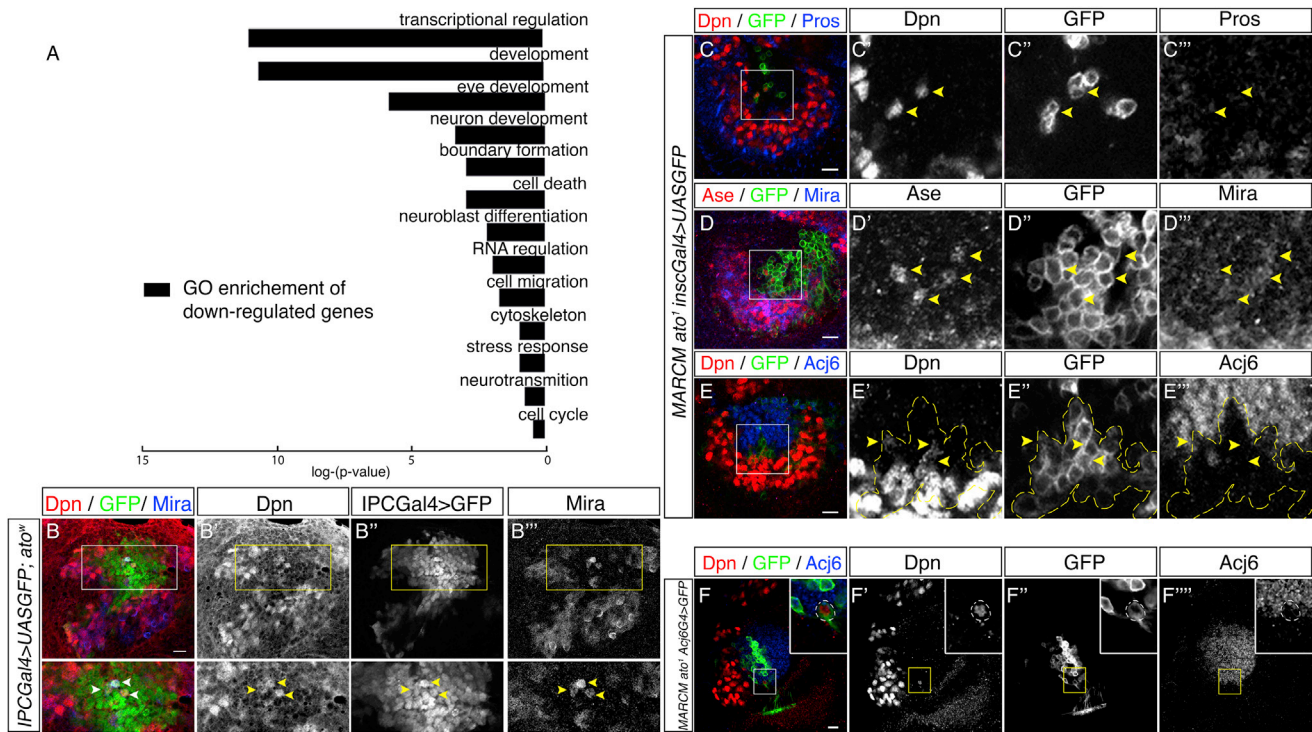 A
transcriptional regulation
development
eye development
neuron development
boundary formation
cell death
neuroblast differentiation
RNA regulation
cell migration
cytoskeleton
stress response
neurotransmition
cell cycle
GO enrichement of
down-regulated genes
15 10 5 0
log-(p-value)
IPCGal4>UASGFP; atoʷ
Dpn / GFP/ Mira
Dpn
IPCGal4>GFP
Mira
B B' B'' B'''
MARCM ato¹ inscGal4>UASGFP
Dpn / GFP / Pros
Dpn
GFP
Pros
C C' C'' C'''
Ase / GFP / Mira
Ase
GFP
Mira
D D' D'' D'''
Dpn / GFP / Acj6
Dpn
GFP
Acj6
E E' E'' E'''
MARCM ato¹ Acj6G4>GFP
Dpn / GFP / Acj6
Dpn
GFP
Acj6
F F' F'' F''''